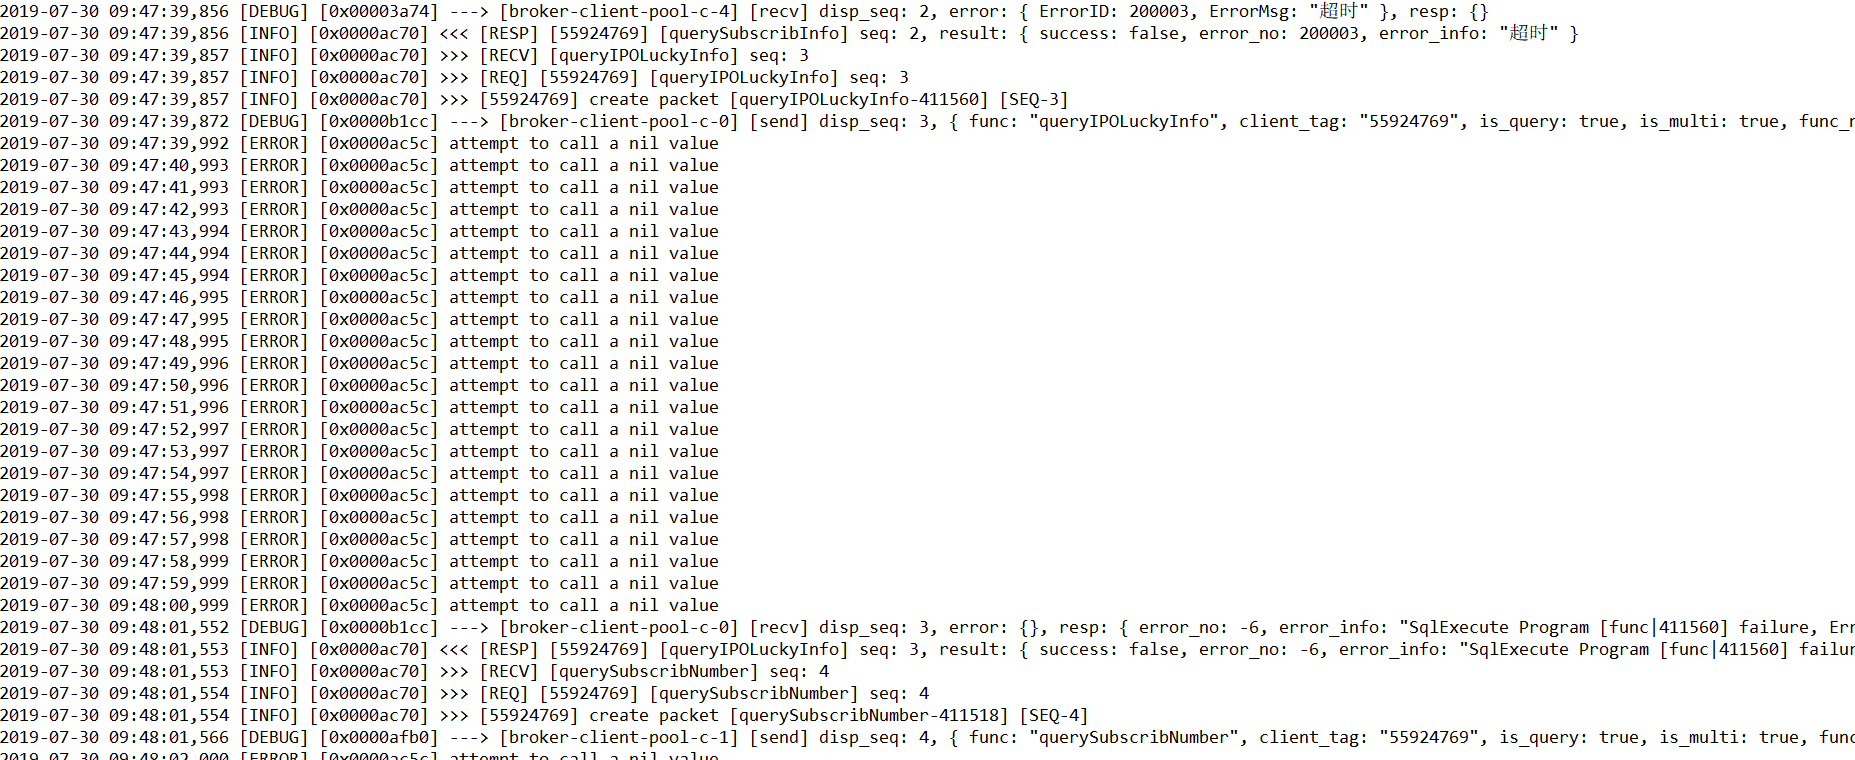 2019-07-30 09:47:39,856 [DEBUG] [0x00003a74] ---> [broker-client-pool-c-4] [recv] disp_seq: 2, error: { ErrorID: 200003, ErrorMsg: "超时" }, resp: {}
2019-07-30 09:47:39,856 [INFO] [0x0000ac70] <<< [RESP] [55924769] [querySubscribInfo] seq: 2, result: { success: false, error_no: 200003, error_info: "超时" }
2019-07-30 09:47:39,857 [INFO] [0x0000ac70] >>> [RECV] [queryIPOLuckyInfo] seq: 3
2019-07-30 09:47:39,857 [INFO] [0x0000ac70] >>> [REQ] [55924769] [queryIPOLuckyInfo] seq: 3
2019-07-30 09:47:39,857 [INFO] [0x0000ac70] >>> [55924769] create packet [queryIPOLuckyInfo-411560] [SEQ-3]
2019-07-30 09:47:39,872 [DEBUG] [0x0000b1cc] ---> [broker-client-pool-c-0] [send] disp_seq: 3, { func: "queryIPOLuckyInfo", client_tag: "55924769", is_query: true, is_multi: true, func_n
2019-07-30 09:47:39,992 [ERROR] [0x0000ac5c] attempt to call a nil value
2019-07-30 09:47:40,993 [ERROR] [0x0000ac5c] attempt to call a nil value
2019-07-30 09:47:41,993 [ERROR] [0x0000ac5c] attempt to call a nil value
2019-07-30 09:47:42,993 [ERROR] [0x0000ac5c] attempt to call a nil value
2019-07-30 09:47:43,994 [ERROR] [0x0000ac5c] attempt to call a nil value
2019-07-30 09:47:44,994 [ERROR] [0x0000ac5c] attempt to call a nil value
2019-07-30 09:47:45,994 [ERROR] [0x0000ac5c] attempt to call a nil value
2019-07-30 09:47:46,995 [ERROR] [0x0000ac5c] attempt to call a nil value
2019-07-30 09:47:47,995 [ERROR] [0x0000ac5c] attempt to call a nil value
2019-07-30 09:47:48,995 [ERROR] [0x0000ac5c] attempt to call a nil value
2019-07-30 09:47:49,996 [ERROR] [0x0000ac5c] attempt to call a nil value
2019-07-30 09:47:50,996 [ERROR] [0x0000ac5c] attempt to call a nil value
2019-07-30 09:47:51,996 [ERROR] [0x0000ac5c] attempt to call a nil value
2019-07-30 09:47:52,997 [ERROR] [0x0000ac5c] attempt to call a nil value
2019-07-30 09:47:53,997 [ERROR] [0x0000ac5c] attempt to call a nil value
2019-07-30 09:47:54,997 [ERROR] [0x0000ac5c] attempt to call a nil value
2019-07-30 09:47:55,998 [ERROR] [0x0000ac5c] attempt to call a nil value
2019-07-30 09:47:56,998 [ERROR] [0x0000ac5c] attempt to call a nil value
2019-07-30 09:47:57,998 [ERROR] [0x0000ac5c] attempt to call a nil value
2019-07-30 09:47:58,999 [ERROR] [0x0000ac5c] attempt to call a nil value
2019-07-30 09:47:59,999 [ERROR] [0x0000ac5c] attempt to call a nil value
2019-07-30 09:48:00,999 [ERROR] [0x0000ac5c] attempt to call a nil value
2019-07-30 09:48:01,552 [DEBUG] [0x0000b1cc] ---> [broker-client-pool-c-0] [recv] disp_seq: 3, error: {}, resp: { error_no: -6, error_info: "SqlExecute Program [func|411560] failure, Err
2019-07-30 09:48:01,553 [INFO] [0x0000ac70] <<< [RESP] [55924769] [queryIPOLuckyInfo] seq: 3, result: { success: false, error_no: -6, error_info: "SqlExecute Program [func|411560] failur
2019-07-30 09:48:01,553 [INFO] [0x0000ac70] >>> [RECV] [querySubscribNumber] seq: 4
2019-07-30 09:48:01,554 [INFO] [0x0000ac70] >>> [REQ] [55924769] [querySubscribNumber] seq: 4
2019-07-30 09:48:01,554 [INFO] [0x0000ac70] >>> [55924769] create packet [querySubscribNumber-411518] [SEQ-4]
2019-07-30 09:48:01,566 [DEBUG] [0x0000afb0] ---> [broker-client-pool-c-1] [send] disp_seq: 4, { func: "querySubscribNumber", client_tag: "55924769", is_query: true, is_multi: true, func
2019-07-30 09:48:02,000 [ERROR] [0x0000ac5c] attempt to call a nil value